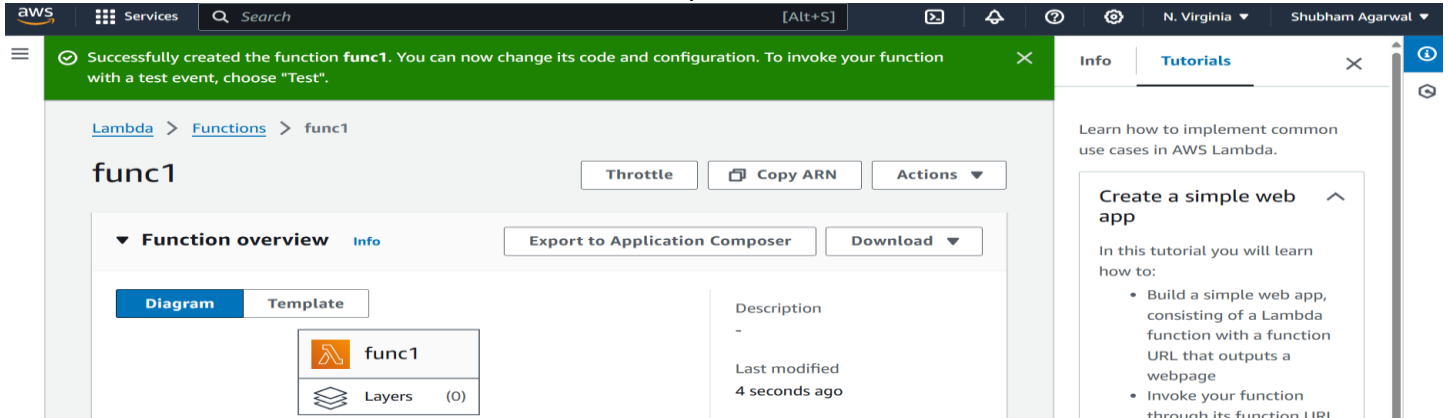 aws
Services
Search
[Alt+S]
N. Virginia ▼
Shubham Agarwal ▼
Successfully created the function func1. You can now change its code and configuration. To invoke your function
with a test event, choose "Test".
Lambda > Functions > func1
func1
Throttle
Copy ARN
Actions ▼
Function overview Info
Export to Application Composer
Download ▼
Diagram
Template
func1
Layers (0)
Description
-
Last modified
4 seconds ago
Info
Tutorials
Learn how to implement common
use cases in AWS Lambda.
Create a simple web
app
In this tutorial you will learn
how to:
• Build a simple web app,
consisting of a Lambda
function with a function
URL that outputs a
webpage
• Invoke your function
through its function URL